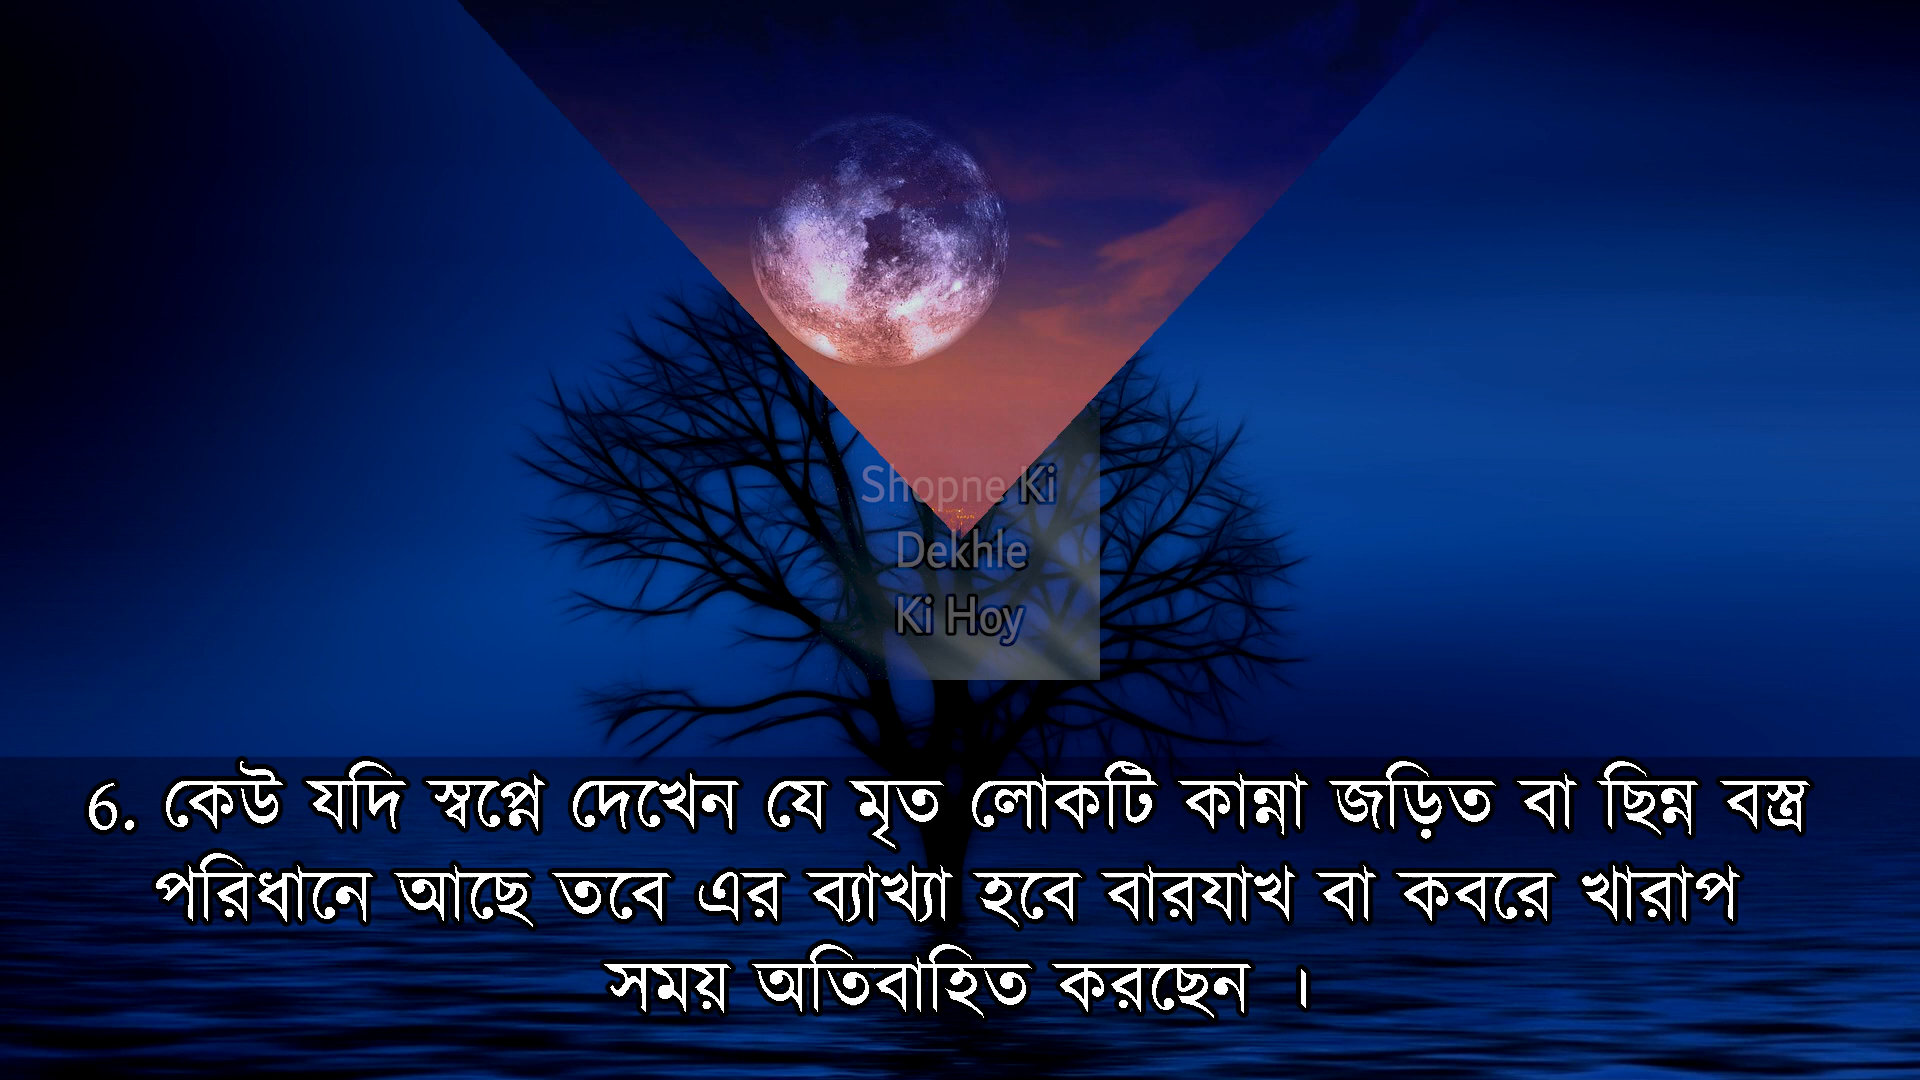 Shopne Ki
Dekhle
Ki Hoy
6. কেউ যদি স্বপ্নে দেখেন যে মৃত লোকটি কান্না জড়িত বা ছিন্ন বস্ত্র
পরিধানে আছে তবে এর ব্যাখ্যা হবে বারযাখ বা কবরে খারাপ
সময় অতিবাহিত করছেন ।